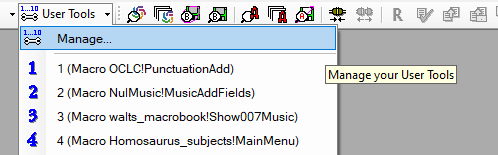 1...10 User Tools
R
1...10 Manage...
1 1 (Macro OCLC!PunctuationAdd)
Manage your User Tools
2 2 (Macro NulMusic!MusicAddFields)
3 3 (Macro walts_macrobook!Show007Music)
4 4 (Macro Homosaurus_subjects!MainMenu)